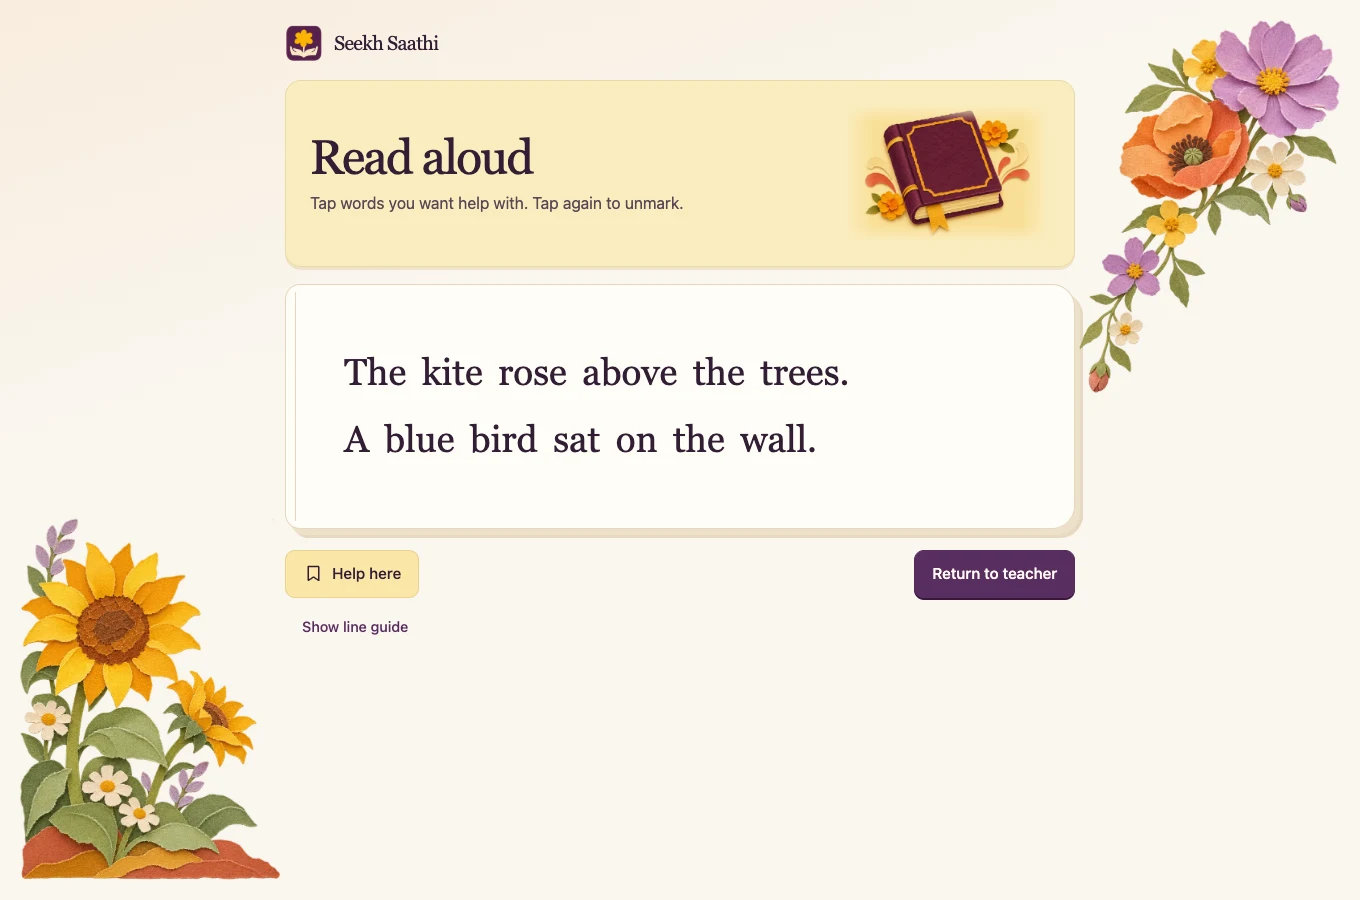 Seekh Saathi
Read aloud
Tap words you want help with. Tap again to unmark.
The kite rose above the trees.
A blue bird sat on the wall.
Help here
Return to teacher
Show line guide